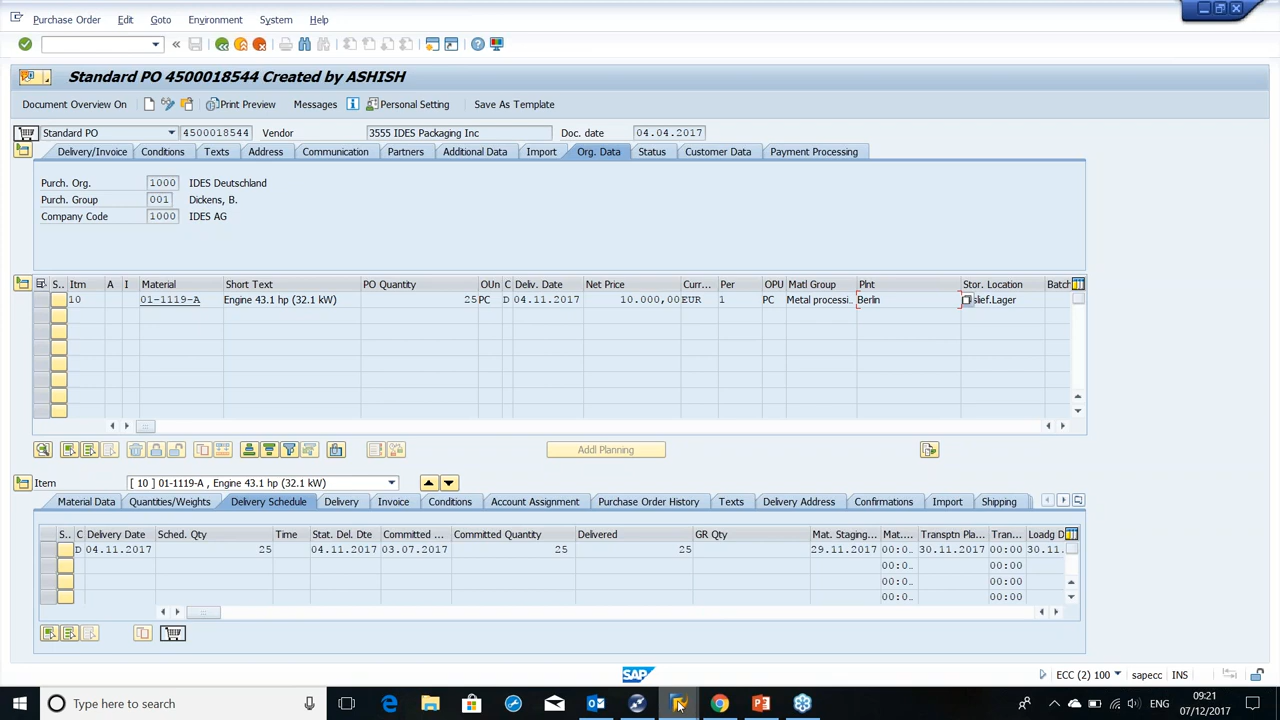 Purchase Order Edit Goto Environment System Help
Standard PO 4500018544 Created by ASHISH
Document Overview On Print Preview Messages Personal Setting Save As Template
Standard PO 4500018544 Vendor 3555 IDES Packaging Inc Doc. date 04.04.2017
Delivery/Invoice Conditions Texts Address Communication Partners Additional Data Import Org. Data Status Customer Data Payment Processing
Purch. Org. 1000 IDES Deutschland
Purch. Group 001 Dickens, B.
Company Code 1000 IDES AG
S.. Itm A I Material Short Text PO Quantity OUn C Deliv. Date Net Price Curr... Per OPU Matl Group Plnt Stor. Location Batch
10 01-1119-A Engine 43.1 hp (32.1 kW) 25 PC D 04.11.2017 10.000,00 EUR 1 PC Metal processi.. Berlin slief.Lager
Addl Planning
Item [ 10 ] 01-1119-A , Engine 43.1 hp (32.1 kW)
Material Data Quantities/Weights Delivery Schedule Delivery Invoice Conditions Account Assignment Purchase Order History Texts Delivery Address Confirmations Import Shipping
S.. C Delivery Date Sched. Qty Time Stat. Del. Dte Committed ... Committed Quantity Delivered GR Qty Mat. Staging... Mat.... Transptn Pla... Tran... Loadg D
D 04.11.2017 25 04.11.2017 03.07.2017 25 25 29.11.2017 00:0.. 30.11.2017 00:00 30.11.
00:0.. 00:00
00:0.. 00:00
00:0.. 00:00
SAP ECC (2) 100 sapecc INS
Type here to search ENG 09:21
07/12/2017